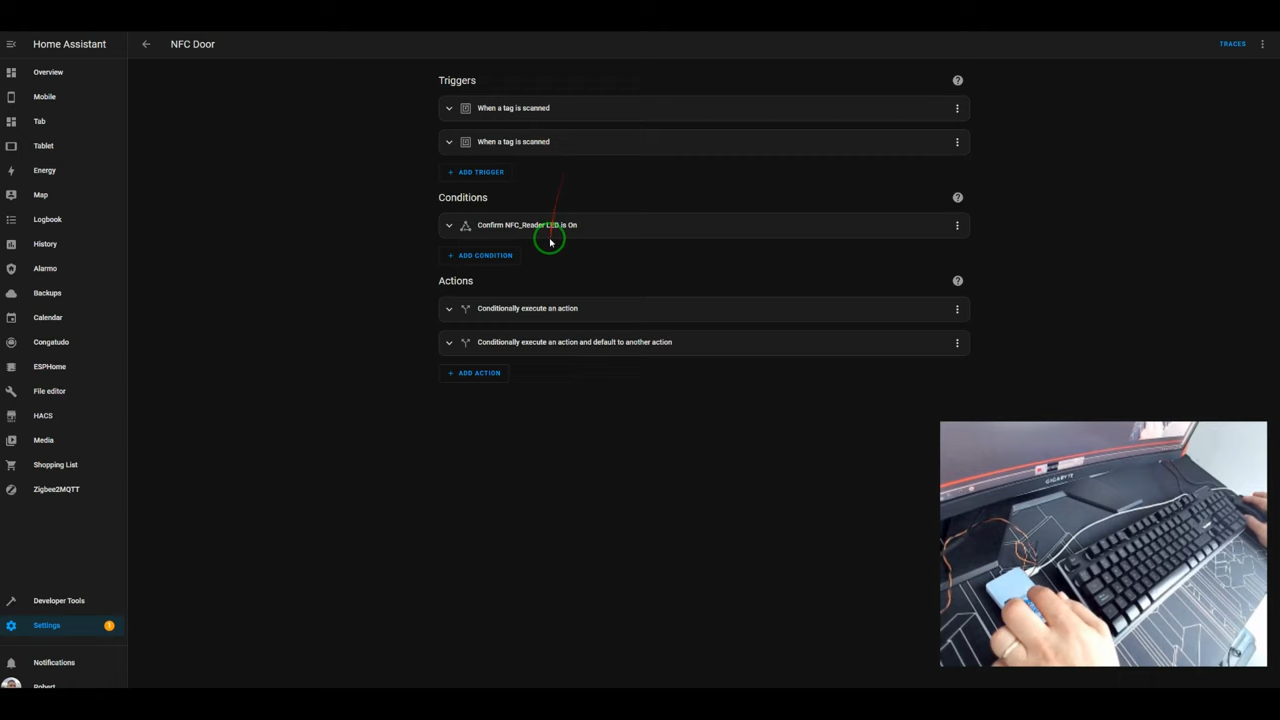 Home Assistant
NFC Door
TRACES
Overview
Mobile
Tab
Tablet
Energy
Map
Logbook
History
Alarmo
Backups
Calendar
Congatudo
ESPHome
File editor
HACS
Media
Shopping List
Zigbee2MQTT
Developer Tools
Settings
1
Notifications
Robert
Triggers
When a tag is scanned
When a tag is scanned
+ ADD TRIGGER
Conditions
Confirm NFC_Reader LED is On
+ ADD CONDITION
Actions
Conditionally execute an action
Conditionally execute an action and default to another action
+ ADD ACTION
GIGABYTE